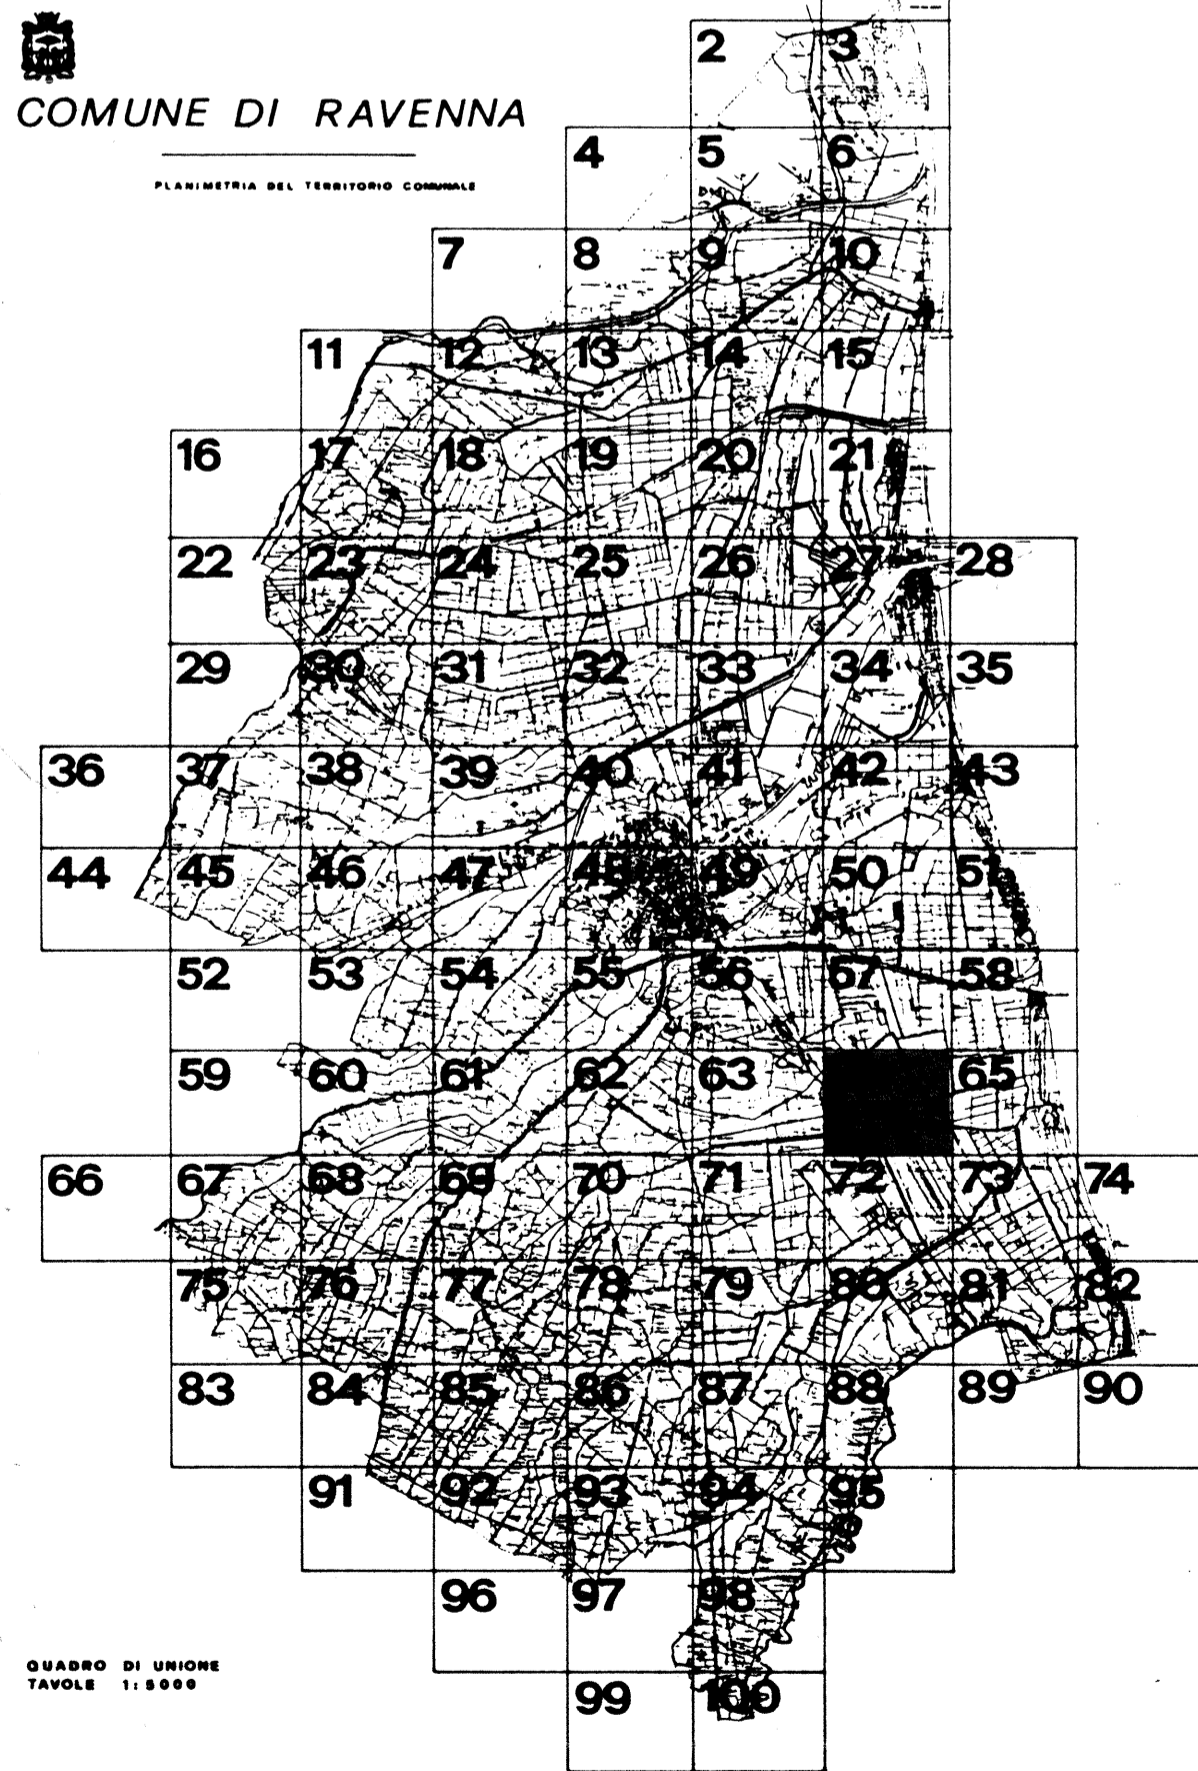 COMUNE DI RAVENNA
PLANIMETRIA DEL TERRITORIO COMUNALE
2 3
4 5 6
7 8 9 10
11 12 13 14 15
16 17 18 19 20 21
22 23 24 25 26 27 28
29 30 31 32 33 34 35
36 37 38 39 40 41 42 43
44 45 46 47 48 49 50 51
52 53 54 55 56 57 58
59 60 61 62 63 65
66 67 68 69 70 71 72 73 74
75 76 77 78 79 80 81 82
83 84 85 86 87 88 89 90
91 92 93 94 95
96 97 98
99 100
QUADRO DI UNIONE
TAVOLE 1:5000